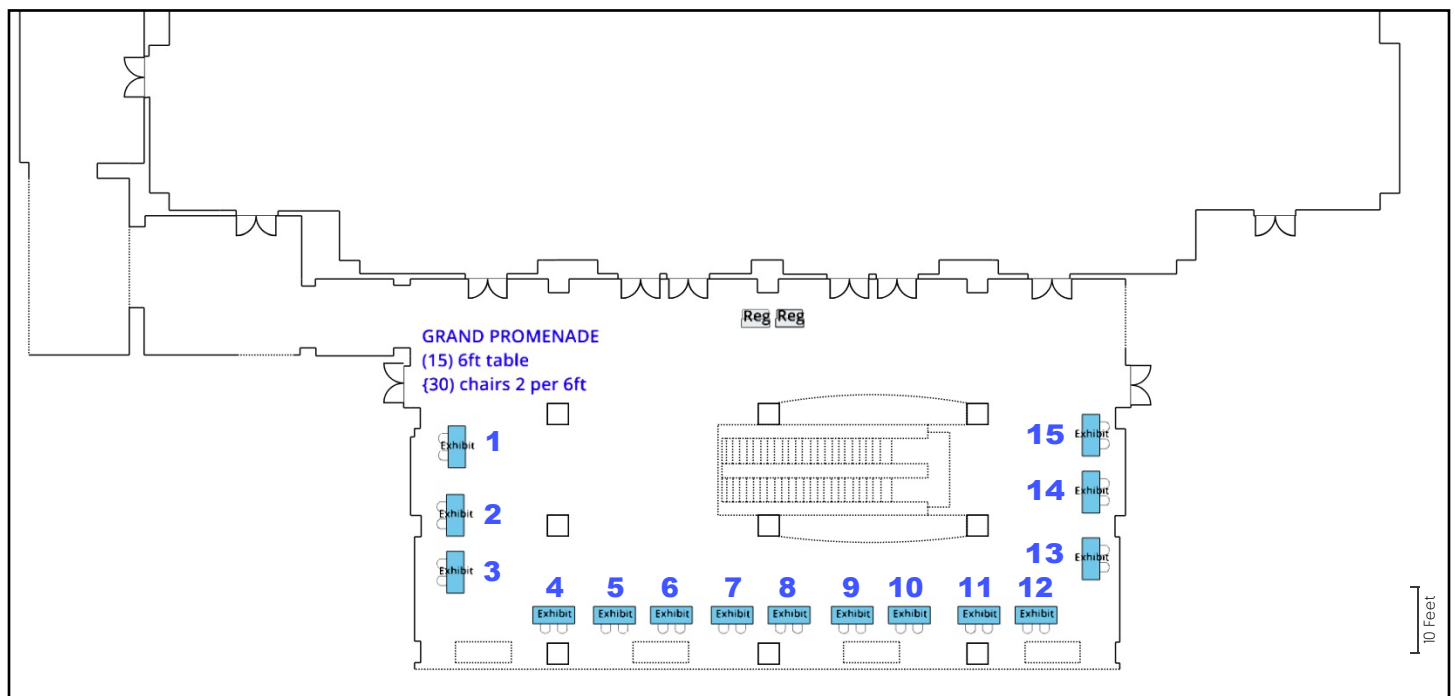 Reg Reg
GRAND PROMENADE
(15) 6ft table
{30) chairs 2 per 6ft
Exhibit 1
15 Exhibit
Exhibit 2
14 Exhibit
Exhibit 3
13 Exhibit
4 5 6 7 8 9 10 11 12
Exhibit Exhibit Exhibit Exhibit Exhibit Exhibit Exhibit Exhibit Exhibit
10 Feet